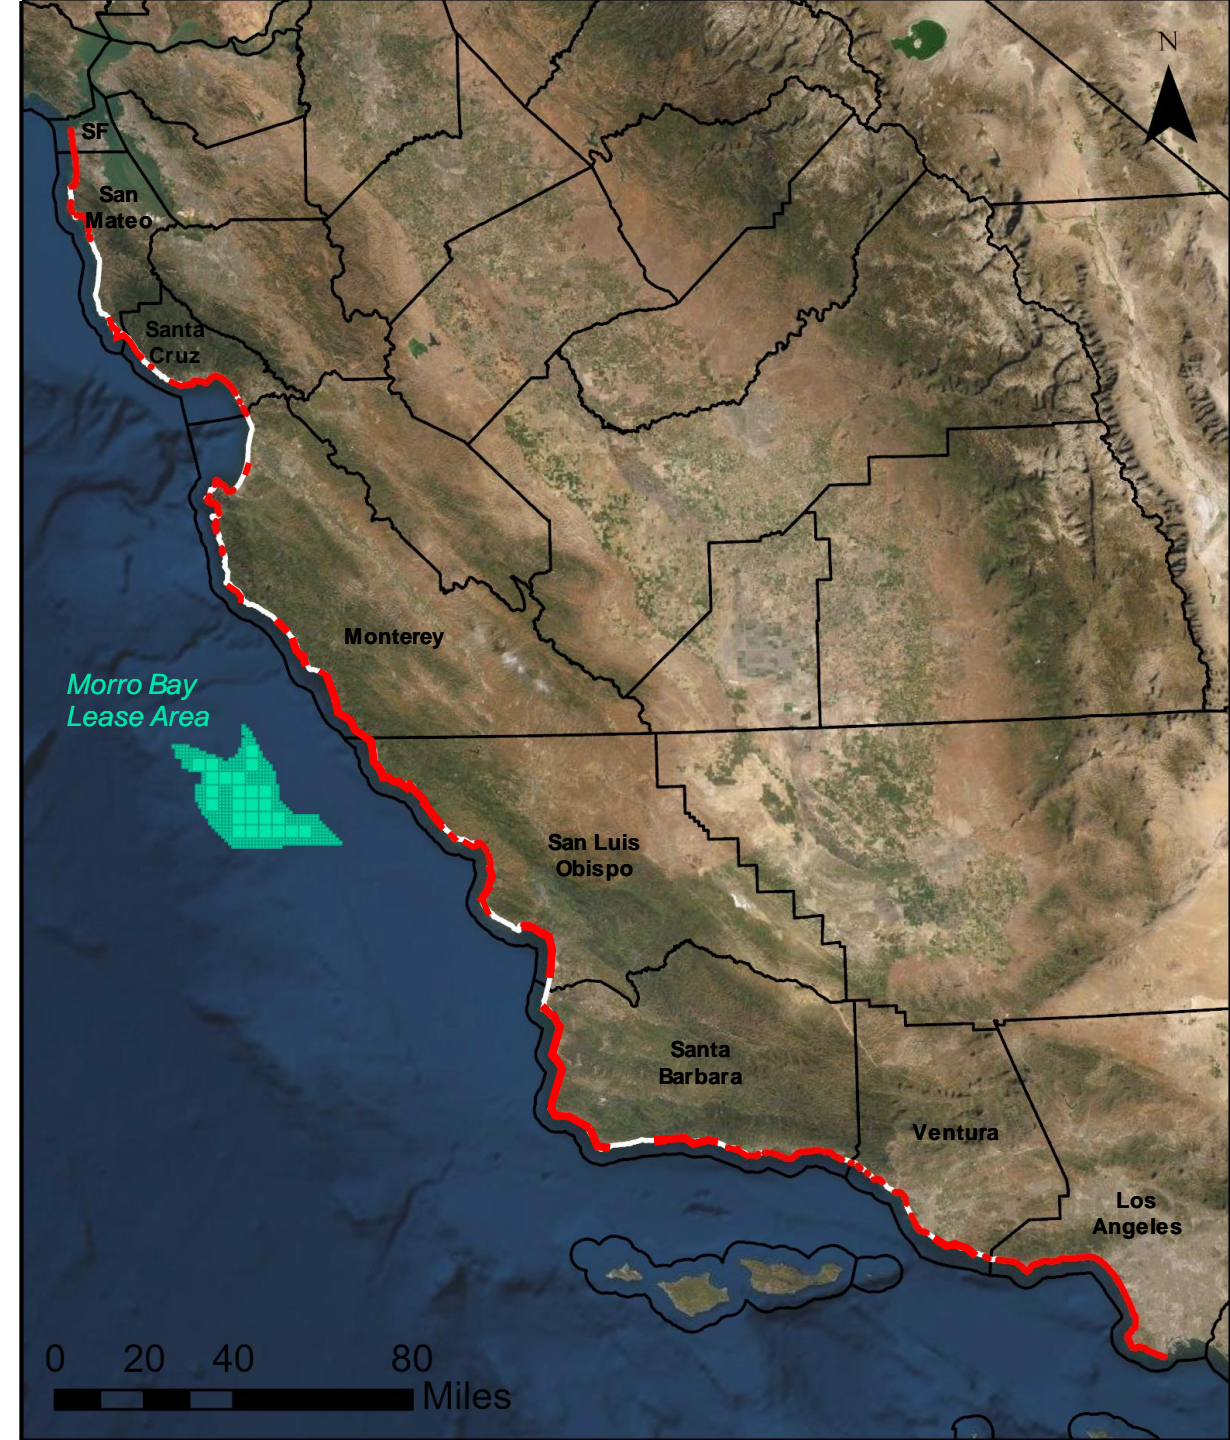 N
SF
San
Mateo
Santa
Cruz
Monterey
Morro Bay
Lease Area
San Luis
Obispo
Santa
Barbara
Ventura
Los
Angeles
0 20 40 80
Miles